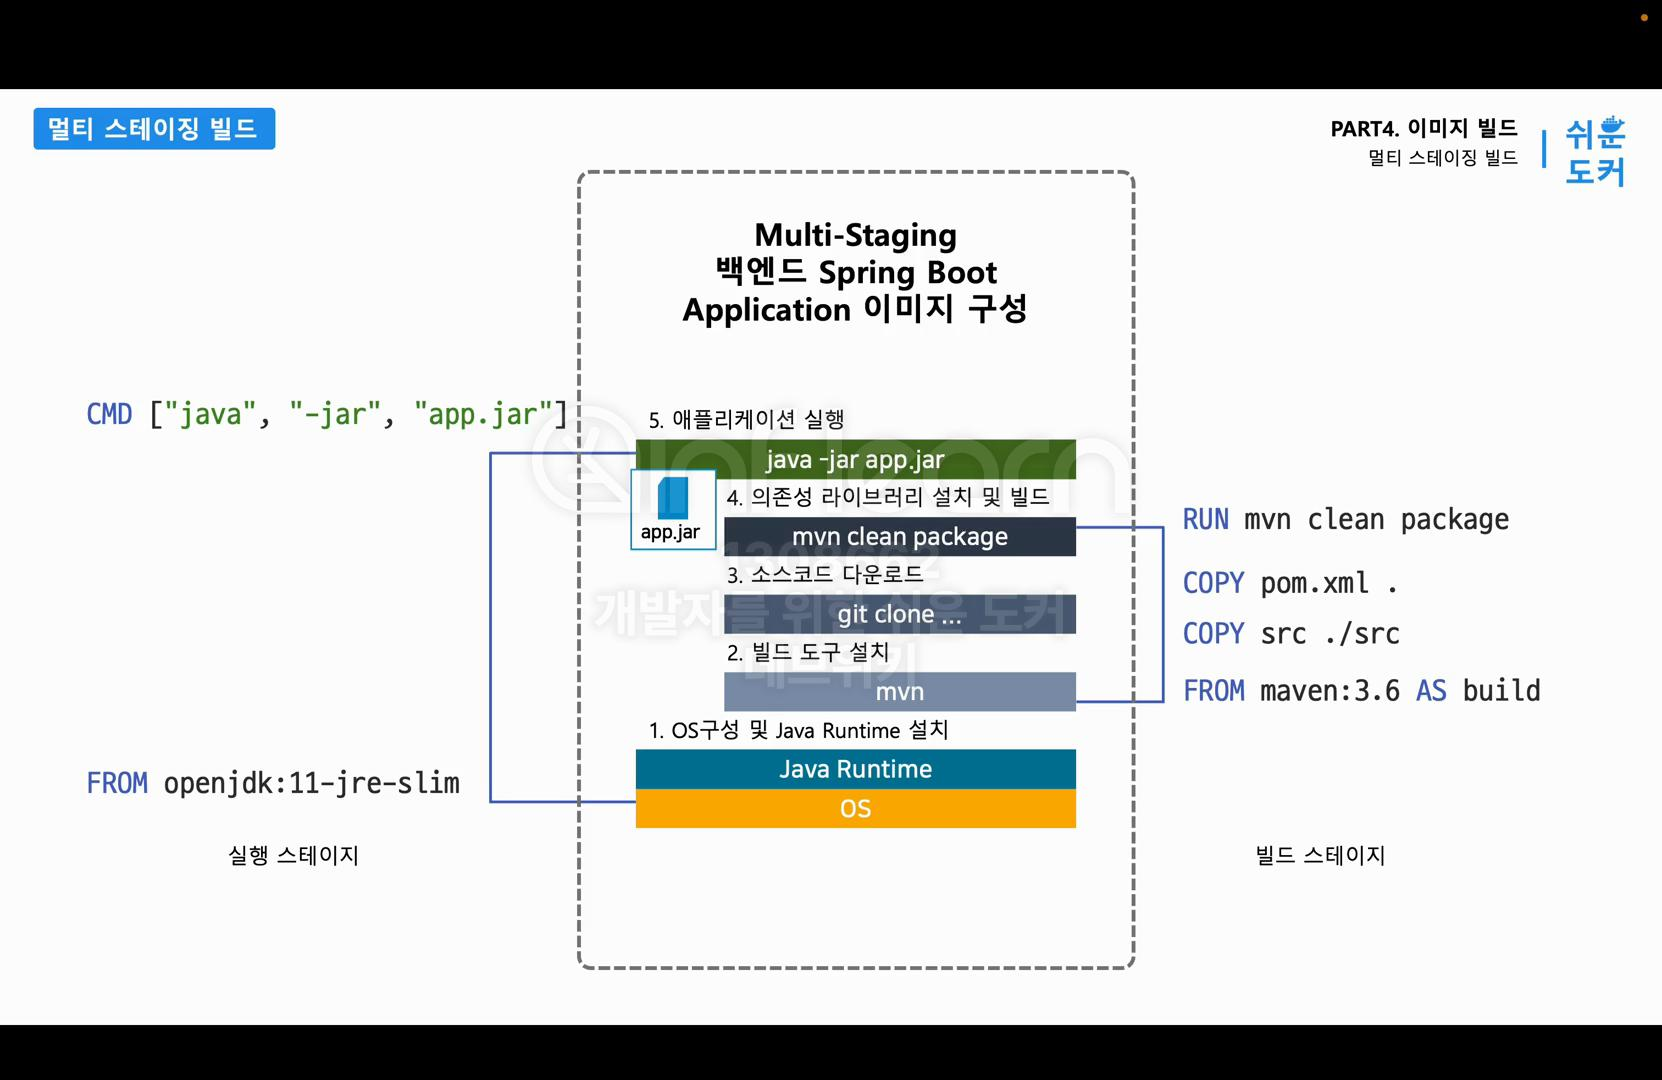 멀티 스테이징 빌드
PART4. 이미지 빌드
멀티 스테이징 빌드
쉬운
도커
Multi-Staging
백엔드 Spring Boot
Application 이미지 구성
CMD ["java", "-jar", "app.jar"]
5. 애플리케이션 실행
java -jar app.jar
app.jar
4. 의존성 라이브러리 설치 및 빌드
mvn clean package
3. 소스코드 다운로드
git clone ...
2. 빌드 도구 설치
mvn
1. OS구성 및 Java Runtime 설치
Java Runtime
OS
RUN mvn clean package
COPY pom.xml .
COPY src ./src
FROM maven:3.6 AS build
FROM openjdk:11-jre-slim
실행 스테이지
빌드 스테이지
inflearn
1308662
개발자를 위한 쉬운 도커
데브위키